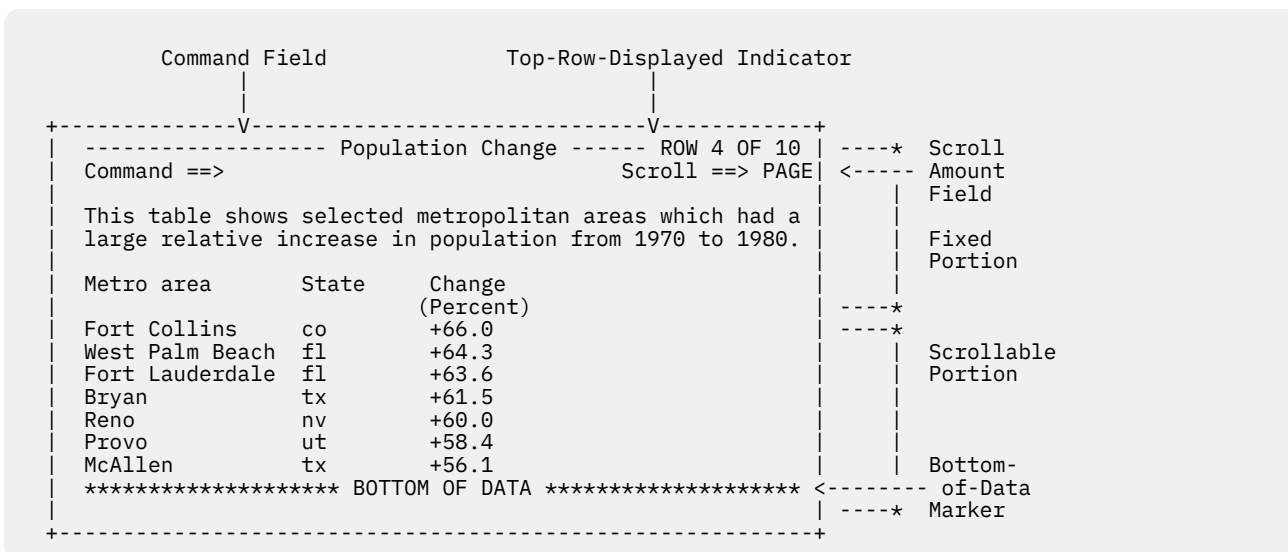 Command Field                Top-Row-Displayed Indicator
|                               |
|                               |
+--------------V-------------------------------V------------+
|  ------------------- Population Change ------ ROW 4 OF 10 | ----*  Scroll
|  Command ==>                               Scroll ==> PAGE| <----- Amount
|                                                           |     |  Field
|  This table shows selected metropolitan areas which had a |     |
|  large relative increase in population from 1970 to 1980. |     |  Fixed
|                                                           |     |  Portion
|  Metro area       State     Change                        |     |
|                            (Percent)                      | ----*
|  Fort Collins     co        +66.0                         | ----*
|  West Palm Beach  fl        +64.3                         |     |  Scrollable
|  Fort Lauderdale  fl        +63.6                         |     |  Portion
|  Bryan            tx        +61.5                         |     |
|  Reno             nv        +60.0                         |     |
|  Provo            ut        +58.4                         |     |
|  McAllen          tx        +56.1                         |     |  Bottom-
|  ******************** BOTTOM OF DATA ******************** <-------- of-Data
|                                                           | ----*  Marker
+-----------------------------------------------------------+